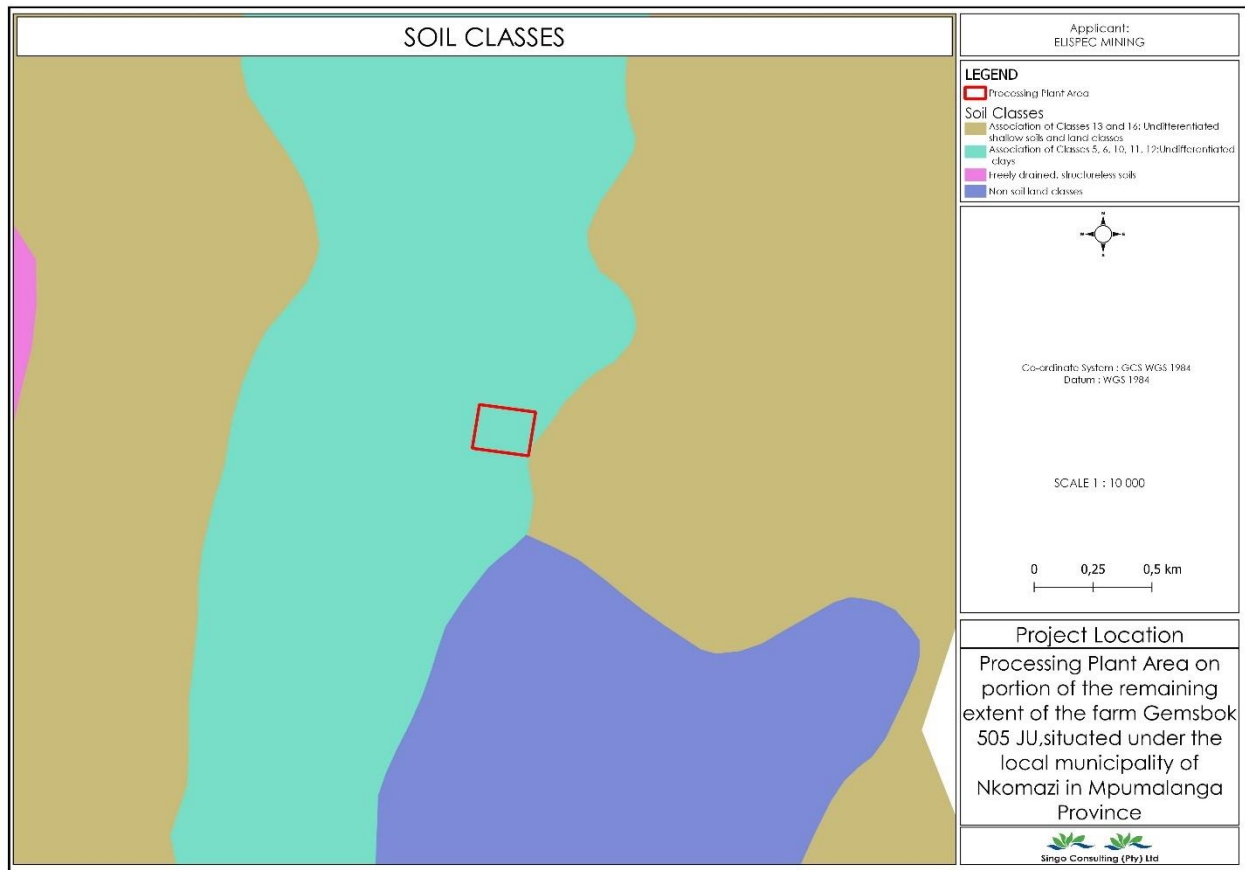 SOIL CLASSES
Applicant:
ELISPEC MINING
LEGEND
Processing Plant Area
Soil Classes
Association of Classes 13 and 16: Undifferentiated
shallow soils and land classes
Association of Classes 5, 6, 10, 11, 12:Undifferentiated
clays
Freely drained, structureless soils
Non soil land classes
Co-ordinate System : GCS WGS 1984
Datum : WGS 1984
SCALE 1 : 10 000
0 0,25 0,5 km
Project Location
Processing Plant Area on
portion of the remaining
extent of the farm Gemsbok
505 JU,situated under the
local municipality of
Nkomazi in Mpumalanga
Province
Singo Consulting (Pty) Ltd